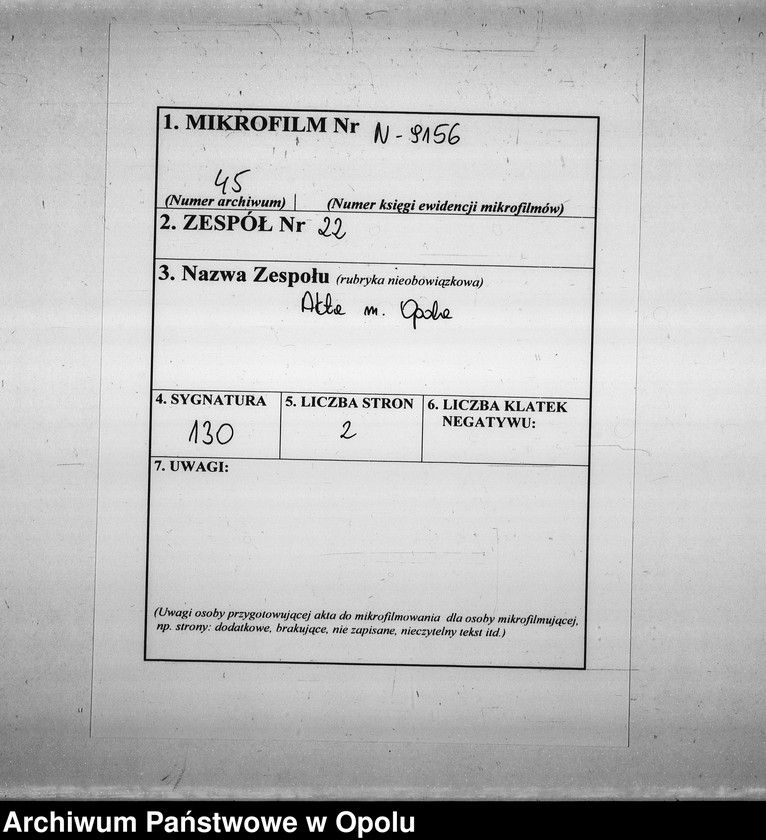 1. MIKROFILM Nr N-9156
45
(Numer archiwum) | (Numer księgi ewidencji mikrofilmów)
2. ZESPÓŁ Nr 22
3. Nazwa Zespołu (rubryka nieobowiązkowa)
Akta m. Opola
4. SYGNATURA 5. LICZBA STRON 6. LICZBA KLATEK
NEGATYWU:
130 2
7. UWAGI:
(Uwagi osoby przygotowującej akta do mikrofilmowania dla osoby mikrofilmującej,
np. strony: dodatkowe, brakujące, nie zapisane, nieczytelny tekst itd.)
Archiwum Państwowe w Opolu